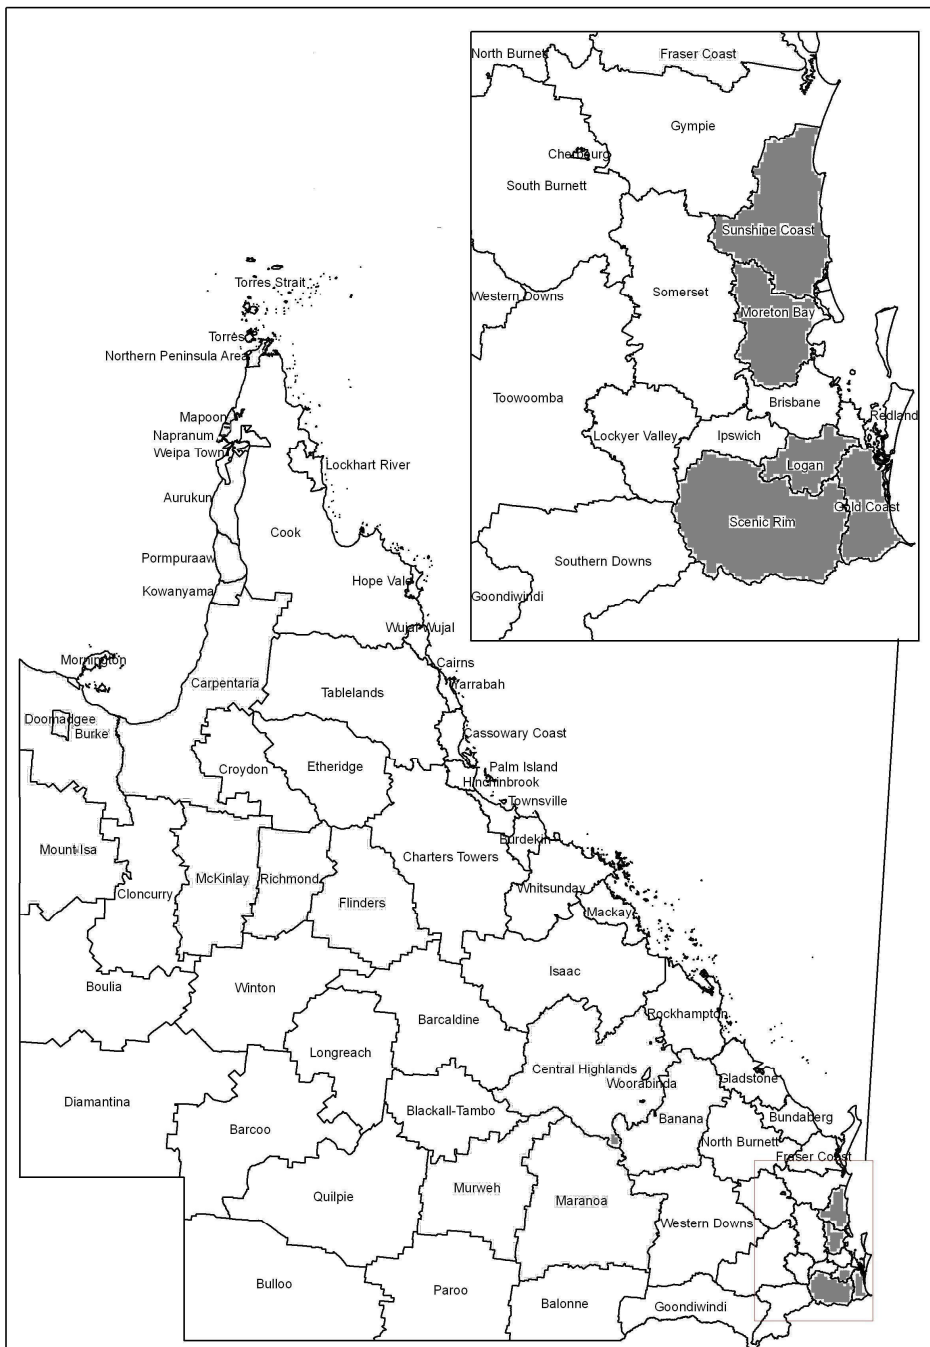 North Burnett
Fraser Coast
Gympie
Cherbourg
South Burnett
Sunshine Coast
Western Downs
Somerset
Moreton Bay
Toowoomba
Brisbane
Redland
Lockyer Valley
Ipswich
Logan
Gold Coast
Scenic Rim
Southern Downs
Goondiwindi
Torres Strait
Torres
Northern Peninsula Area
Mapoon
Napranum
Weipa Town
Lockhart River
Aurukun
Cook
Pormpuraaw
Hope Vale
Kowanyama
Wujal Wujal
Mornington
Cairns
Carpentaria
Yarrabah
Tablelands
Doomadgee
Burke
Cassowary Coast
Croydon
Etheridge
Palm Island
Hinchinbrook
Townsville
Burdekin
Mount Isa
Charters Towers
McKinlay
Richmond
Cloncurry
Whitsunday
Flinders
Mackay
Isaac
Boulia
Winton
Rockhampton
Barcaldine
Longreach
Central Highlands
Woorabinda
Gladstone
Diamantina
Blackall-Tambo
Banana
Bundaberg
Barcoo
North Burnett
Fraser Coast
Murweh
Quilpie
Maranoa
Western Downs
Bulloo
Paroo
Balonne
Goondiwindi